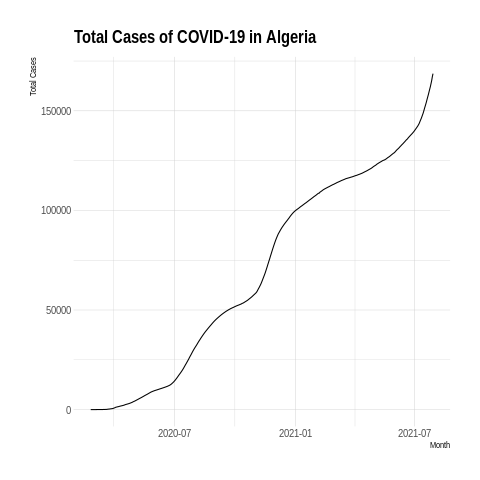 Total Cases of COVID-19 in Algeria
Total Cases
150000
100000
50000
0
2020-07 2021-01 2021-07
Month